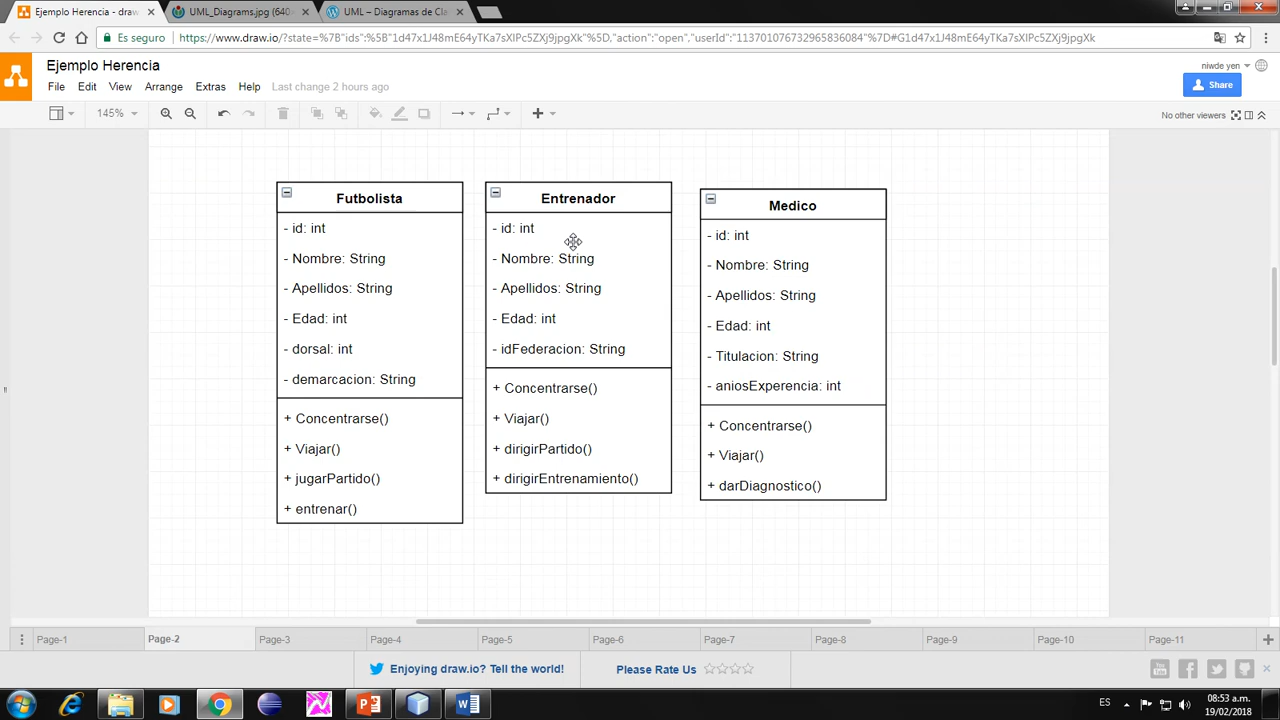 Ejemplo Herencia - draw
UML_Diagrams.jpg (640×
UML – Diagramas de Cla
Es seguro
https://www.draw.io/?state=%7B"ids":%5B"1d47x1J48mE64yTKa7sXIPc5ZXj9jpgXk"%5D,"action":"open","userId":"113701076732965836084"%7D#G1d47x1J48mE64yTKa7sXIPc5ZXj9jpgXk
Ejemplo Herencia
niwde yen
File Edit View Arrange Extras Help Last change 2 hours ago
Share
145%
No other viewers
Futbolista
- id: int
- Nombre: String
- Apellidos: String
- Edad: int
- dorsal: int
- demarcacion: String
+ Concentrarse()
+ Viajar()
+ jugarPartido()
+ entrenar()
Entrenador
- id: int
- Nombre: String
- Apellidos: String
- Edad: int
- idFederacion: String
+ Concentrarse()
+ Viajar()
+ dirigirPartido()
+ dirigirEntrenamiento()
Medico
- id: int
- Nombre: String
- Apellidos: String
- Edad: int
- Titulacion: String
- aniosExperencia: int
+ Concentrarse()
+ Viajar()
+ darDiagnostico()
Page-1 Page-2 Page-3 Page-4 Page-5 Page-6 Page-7 Page-8 Page-9 Page-10 Page-11
Enjoying draw.io? Tell the world!
Please Rate Us
ES
08:53 a.m.
19/02/2018